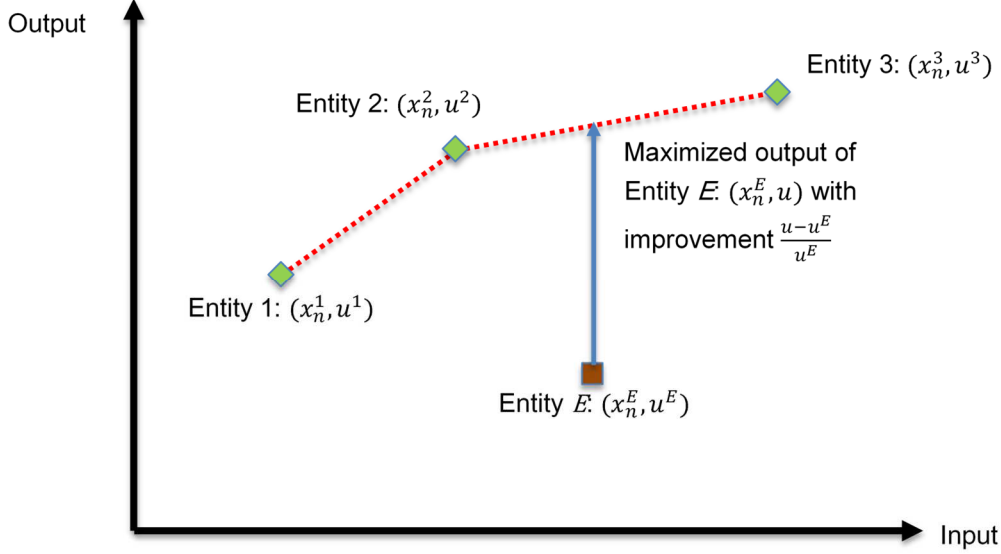 Output
Entity 3: (x_n^3, u^3)
Entity 2: (x_n^2, u^2)
Maximized output of
Entity E: (x_n^E, u) with
improvement \frac{u-u^E}{u^E}
Entity 1: (x_n^1, u^1)
Entity E: (x_n^E, u^E)
Input